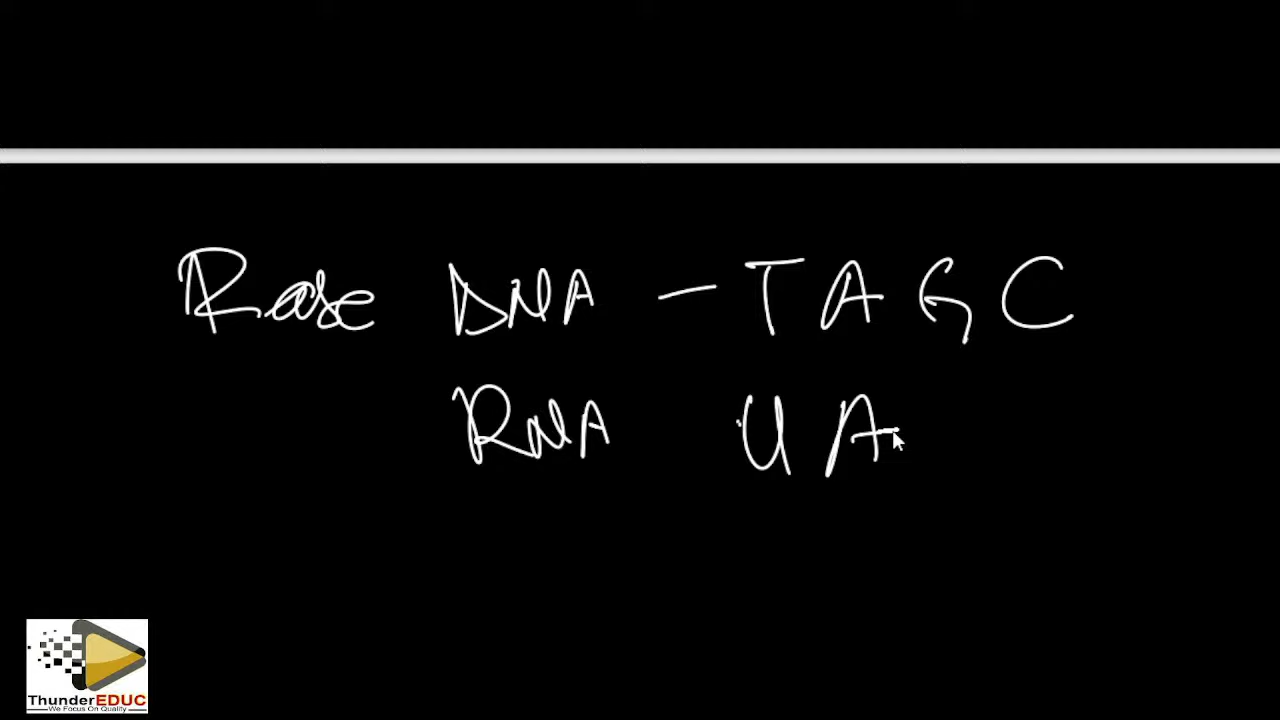 Base DNA - T A G C
RNA U A
ThunderEDUC
We Focus On Quality